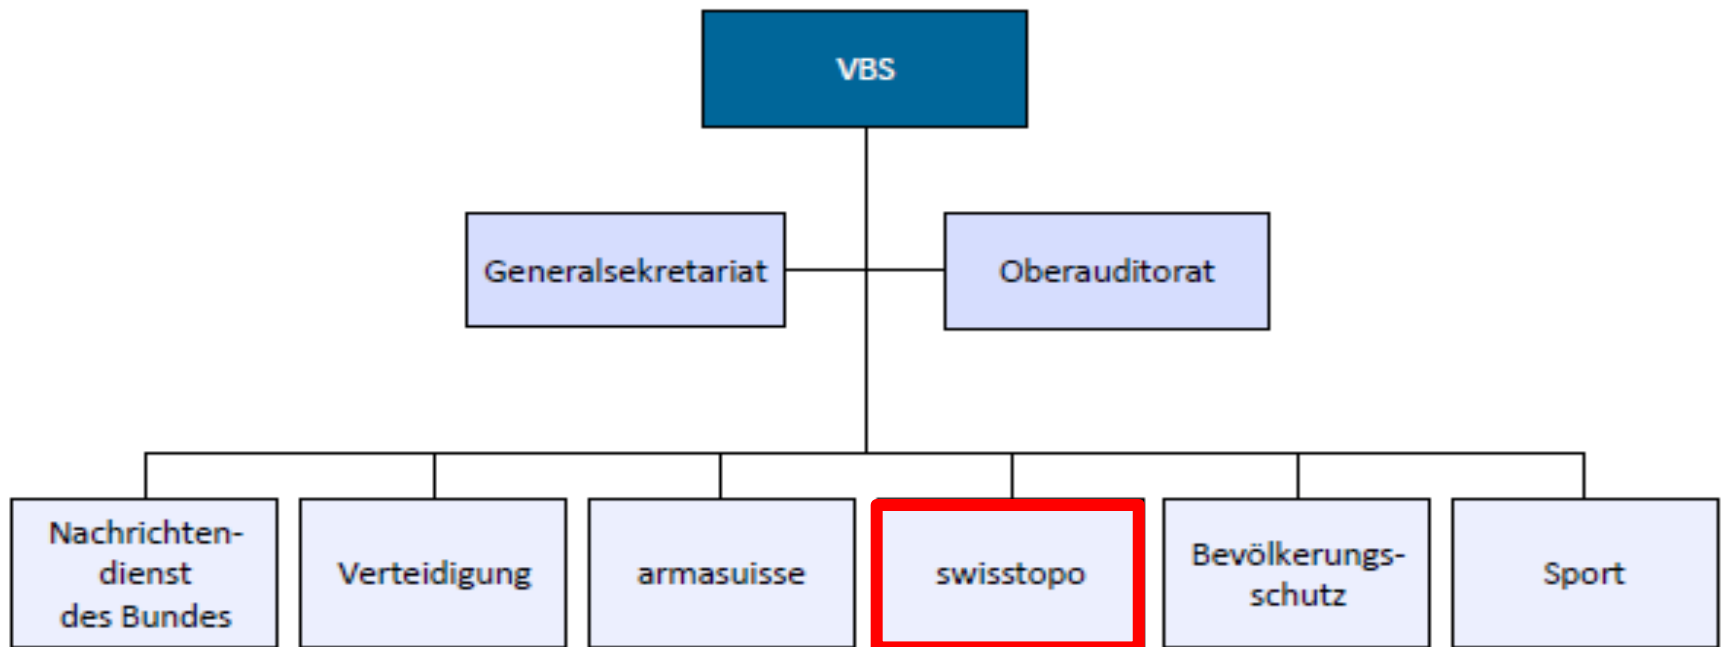 VBS
Generalsekretariat
Oberauditorat
Nachrichten-
dienst
des Bundes
Verteidigung
armasuisse
swisstopo
Bevölkerungs-
schutz
Sport